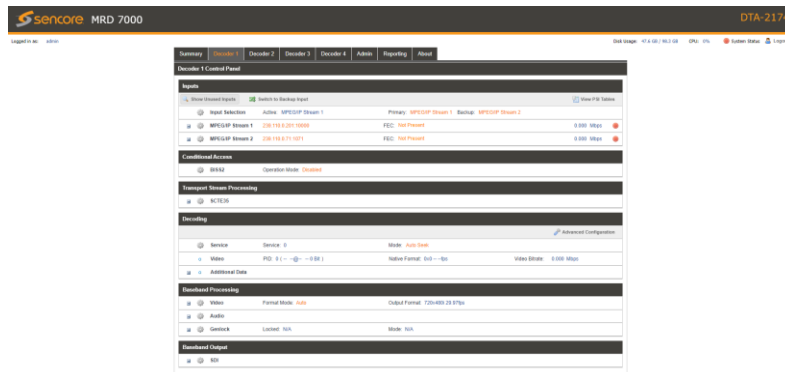 sencore MRD 7000
DTA-2174
Logged in as: admin
CPU: 0% System Status
Summary Decoder 1 Decoder 2 Decoder 3 Decoder 4 Admin Reporting About
Decoder 1 Control Panel
Inputs
Show Unused Inputs Switch to Backup Input View PSI Tables
Input Selection Active: MPEG/IP Stream 1 Primary: MPEG/IP Stream 1 Backup: MPEG/IP Stream 2
MPEG/IP Stream 1 FEC: Not Present 0.000 Mbps
MPEG/IP Stream 2 FEC: Not Present 0.000 Mbps
Conditional Access
BISS2 Operation Mode: Disabled
Transport Stream Processing
SCTE35
Decoding
Advanced Configuration
Service Service: 0 Mode: Auto Seek
Video PID: 0 Native Format: 0x0 - - fps Video Bitrate: 0.000 Mbps
Additional Data
Baseband Processing
Video Format Mode: Auto Output Format: 720x480i 29.97fps
Audio
Genlock Locked: N/A Mode: N/A
Baseband Output
SDI